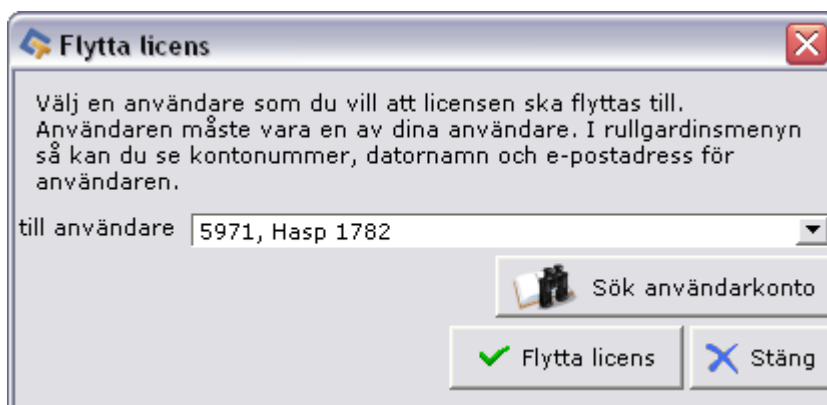 Flytta licens
Välj en användare som du vill att licensen ska flyttas till.
Användaren måste vara en av dina användare. I rullgardinsmenyn
så kan du se kontonummer, datornamn och e-postadress för
användaren.
till användare 5971, Hasp 1782
Sök användarkonto
Flytta licens Stäng